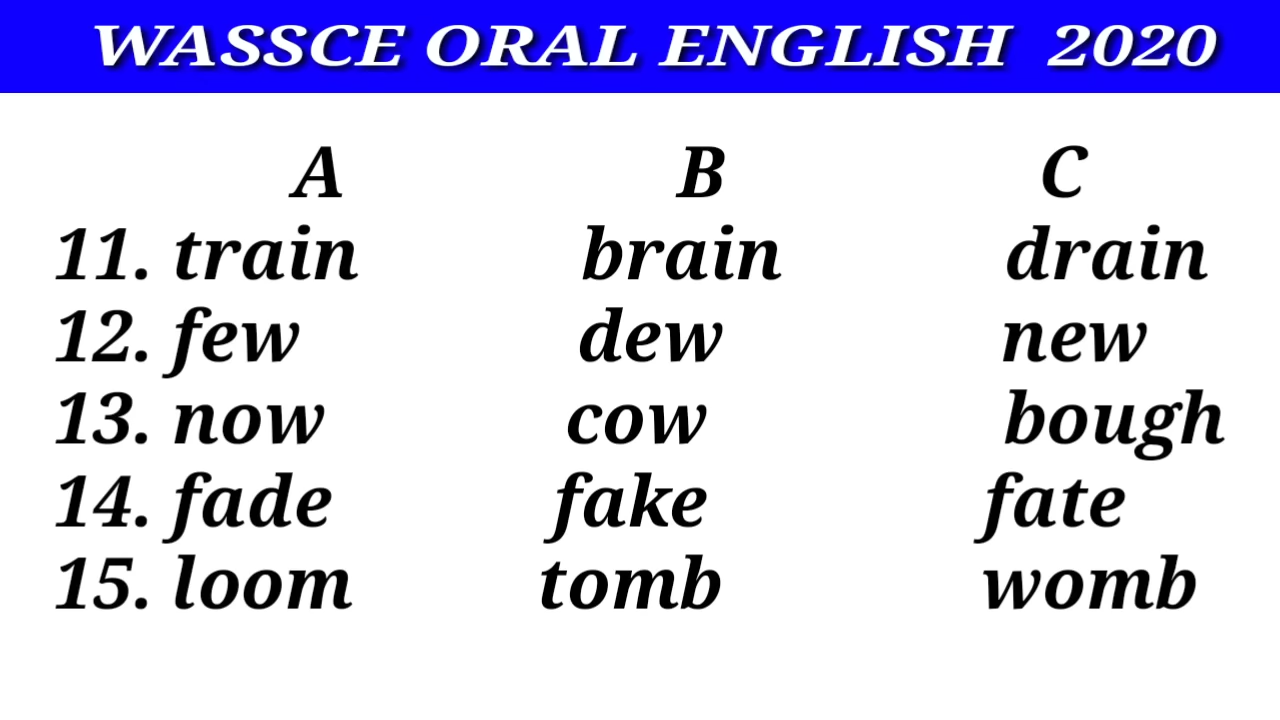 WASSCE ORAL ENGLISH 2020
A B C
11. train brain drain
12. few dew new
13. now cow bough
14. fade fake fate
15. loom tomb womb